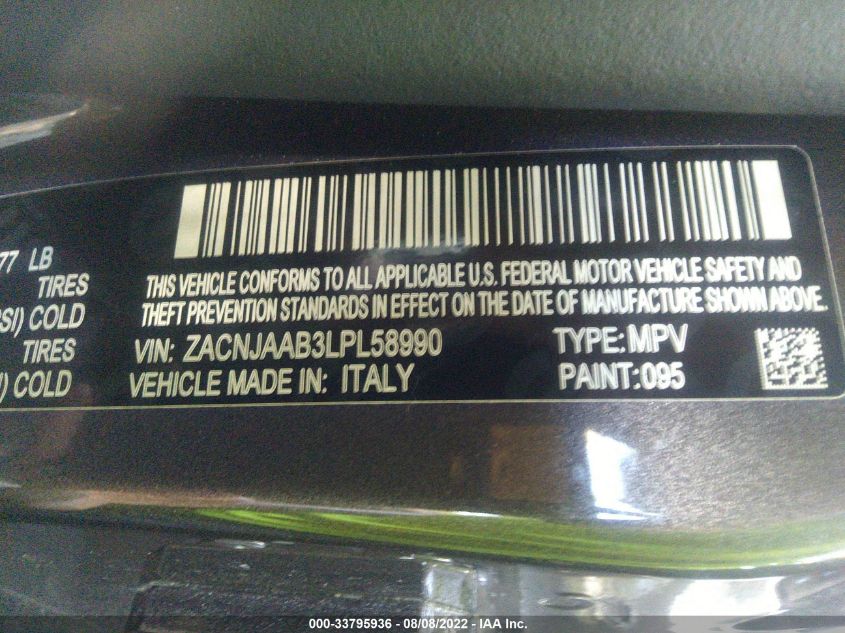 77 LB
TIRES
SI) COLD
TIRES
I) COLD
THIS VEHICLE CONFORMS TO ALL APPLICABLE U.S. FEDERAL MOTOR VEHICLE SAFETY AND
THEFT PREVENTION STANDARDS IN EFFECT ON THE DATE OF MANUFACTURE SHOWN ABOVE.
VIN: ZACNJAAB3LPL58990 TYPE: MPV
VEHICLE MADE IN: ITALY PAINT: 095
000-33795936 - 08/08/2022 - IAA Inc.